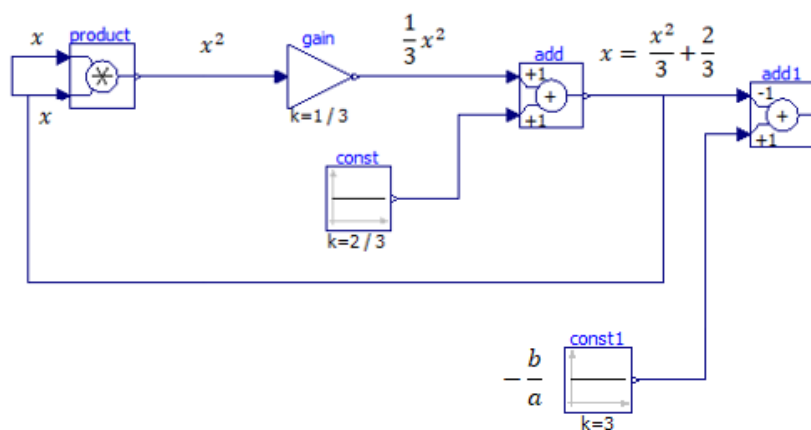 product
x
x
x²
gain
k=1/3
1/3 x²
add
+1
+
+1
x = x²/3 + 2/3
add1
-1
+
+1
const
k=2/3
const1
k=3
−b/a